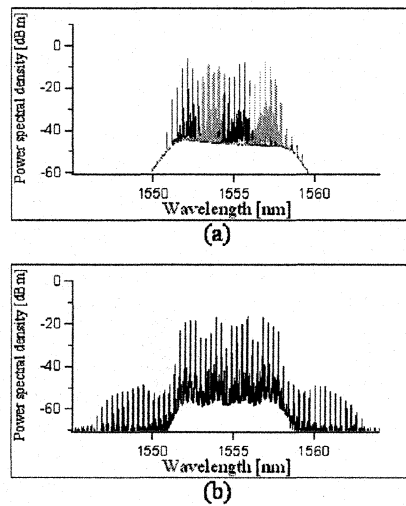 Power spectral density [dBm]
0
-20
-40
-60
1550
1555
1560
Wavelength [nm]
(a)
Power spectral density [dBm]
0
-20
-40
-60
1550
1555
1560
Wavelength [nm]
(b)